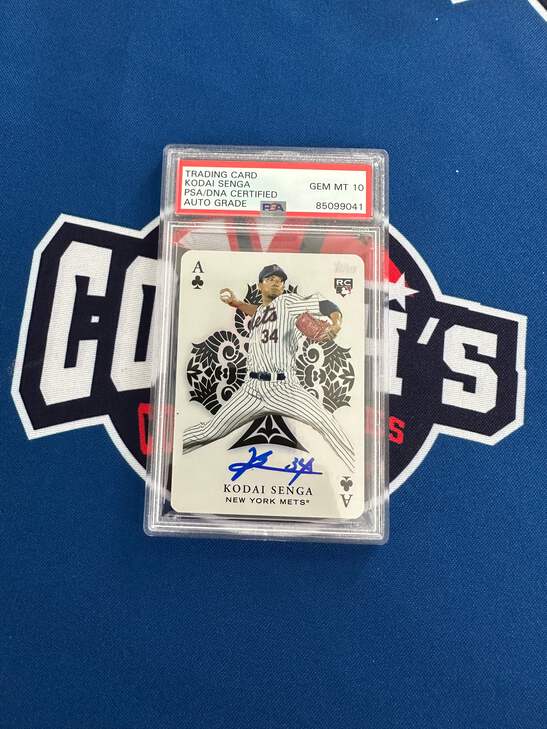 TRADING CARD
KODAI SENGA
PSA/DNA CERTIFIED
AUTO GRADE
GEM MT 10
85099041
PSA
A
RC
Mets
34
34
KODAI SENGA
NEW YORK METS®
A